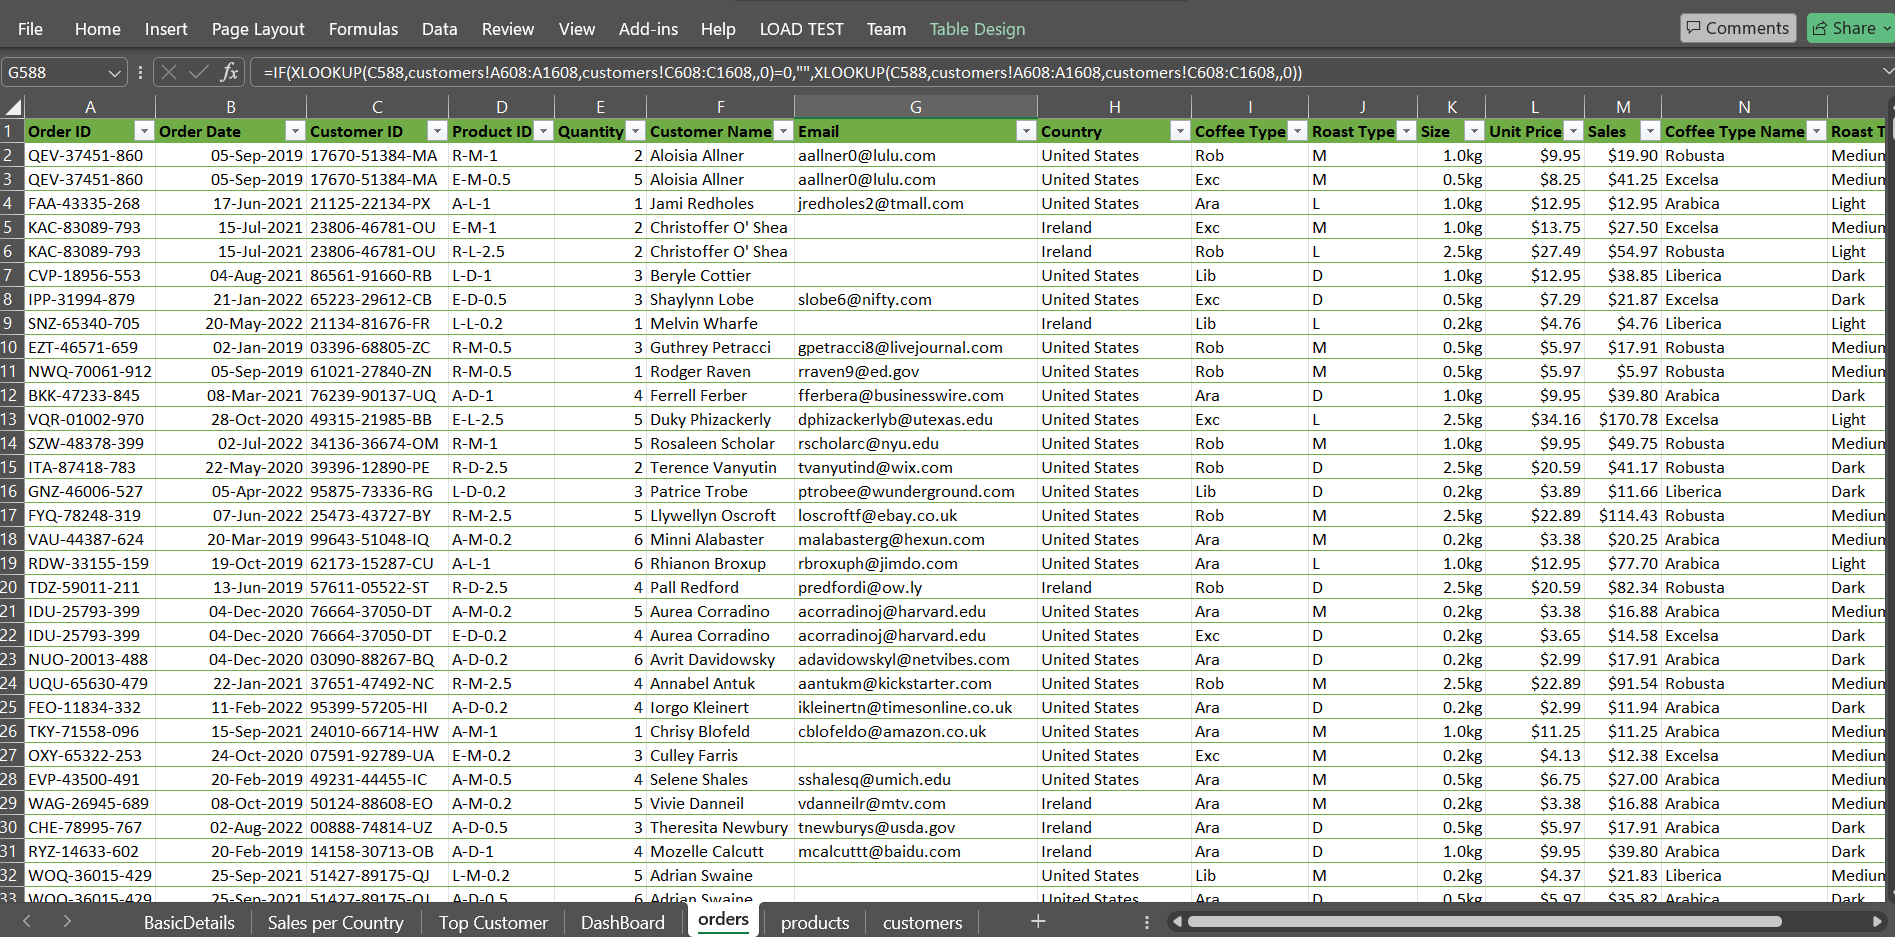 File Home Insert Page Layout Formulas Data Review View Add-ins Help LOAD TEST Team Table Design Comments Share
G588 fx =IF(XLOOKUP(C588,customers!A608:A1608,customers!C608:C1608,,0)=0,"",XLOOKUP(C588,customers!A608:A1608,customers!C608:C1608,,0))
A B C D E F G H I J K L M N
1 Order ID Order Date Customer ID Product ID Quantity Customer Name Email Country Coffee Type Roast Type Size Unit Price Sales Coffee Type Name Roast T
2 QEV-37451-860 05-Sep-2019 17670-51384-MA R-M-1 2 Aloisia Allner aallner0@lulu.com United States Rob M 1.0kg $9.95 $19.90 Robusta Medium
3 QEV-37451-860 05-Sep-2019 17670-51384-MA E-M-0.5 5 Aloisia Allner aallner0@lulu.com United States Exc M 0.5kg $8.25 $41.25 Excelsa Medium
4 FAA-43335-268 17-Jun-2021 21125-22134-PX A-L-1 1 Jami Redholes jredholes2@tmall.com United States Ara L 1.0kg $12.95 $12.95 Arabica Light
5 KAC-83089-793 15-Jul-2021 23806-46781-OU E-M-1 2 Christoffer O' Shea Ireland Exc M 1.0kg $13.75 $27.50 Excelsa Medium
6 KAC-83089-793 15-Jul-2021 23806-46781-OU R-L-2.5 2 Christoffer O' Shea Ireland Rob L 2.5kg $27.49 $54.97 Robusta Light
7 CVP-18956-553 04-Aug-2021 86561-91660-RB L-D-1 3 Beryle Cottier United States Lib D 1.0kg $12.95 $38.85 Liberica Dark
8 IPP-31994-879 21-Jan-2022 65223-29612-CB E-D-0.5 3 Shaylynn Lobe slobe6@nifty.com United States Exc D 0.5kg $7.29 $21.87 Excelsa Dark
9 SNZ-65340-705 20-May-2022 21134-81676-FR L-L-0.2 1 Melvin Wharfe Ireland Lib L 0.2kg $4.76 $4.76 Liberica Light
10 EZT-46571-659 02-Jan-2019 03396-68805-ZC R-M-0.5 3 Guthrey Petracci gpetracci8@livejournal.com United States Rob M 0.5kg $5.97 $17.91 Robusta Medium
11 NWQ-70061-912 05-Sep-2019 61021-27840-ZN R-M-0.5 1 Rodger Raven rraven9@ed.gov United States Rob M 0.5kg $5.97 $5.97 Robusta Medium
12 BKK-47233-845 08-Mar-2021 76239-90137-UQ A-D-1 4 Ferrell Ferber fferbera@businesswire.com United States Ara D 1.0kg $9.95 $39.80 Arabica Dark
13 VQR-01002-970 28-Oct-2020 49315-21985-BB E-L-2.5 5 Duky Phizackerly dphizackerlyb@utexas.edu United States Exc L 2.5kg $34.16 $170.78 Excelsa Light
14 SZW-48378-399 02-Jul-2022 34136-36674-OM R-M-1 5 Rosaleen Scholar rscholarc@nyu.edu United States Rob M 1.0kg $9.95 $49.75 Robusta Medium
15 ITA-87418-783 22-May-2020 39396-12890-PE R-D-2.5 2 Terence Vanyutin tvanyutind@wix.com United States Rob D 2.5kg $20.59 $41.17 Robusta Dark
16 GNZ-46006-527 05-Apr-2022 95875-73336-RG L-D-0.2 3 Patrice Trobe ptrobee@wunderground.com United States Lib D 0.2kg $3.89 $11.66 Liberica Dark
17 FYQ-78248-319 07-Jun-2022 25473-43727-BY R-M-2.5 5 Llywellyn Oscroft loscroftf@ebay.co.uk United States Rob M 2.5kg $22.89 $114.43 Robusta Medium
18 VAU-44387-624 20-Mar-2019 99643-51048-IQ A-M-0.2 6 Minni Alabaster malabasterg@hexun.com United States Ara M 0.2kg $3.38 $20.25 Arabica Medium
19 RDW-33155-159 19-Oct-2019 62173-15287-CU A-L-1 6 Rhianon Broxup rbroxuph@jimdo.com United States Ara L 1.0kg $12.95 $77.70 Arabica Light
20 TDZ-59011-211 13-Jun-2019 57611-05522-ST R-D-2.5 4 Pall Redford predfordi@ow.ly Ireland Rob D 2.5kg $20.59 $82.34 Robusta Dark
21 IDU-25793-399 04-Dec-2020 76664-37050-DT A-M-0.2 5 Aurea Corradino acorradinoj@harvard.edu United States Ara M 0.2kg $3.38 $16.88 Arabica Medium
22 IDU-25793-399 04-Dec-2020 76664-37050-DT E-D-0.2 4 Aurea Corradino acorradinoj@harvard.edu United States Exc D 0.2kg $3.65 $14.58 Excelsa Dark
23 NUO-20013-488 04-Dec-2020 03090-88267-BQ A-D-0.2 6 Avrit Davidowsky adavidowskyl@netvibes.com United States Ara D 0.2kg $2.99 $17.91 Arabica Dark
24 UQU-65630-479 22-Jan-2021 37651-47492-NC R-M-2.5 4 Annabel Antuk aantukm@kickstarter.com United States Rob M 2.5kg $22.89 $91.54 Robusta Medium
25 FEO-11834-332 11-Feb-2022 95399-57205-HI A-D-0.2 4 Iorgo Kleinert ikleinertn@timesonline.co.uk United States Ara D 0.2kg $2.99 $11.94 Arabica Dark
26 TKY-71558-096 15-Sep-2021 24010-66714-HW A-M-1 1 Chrisy Blofeld cblofeldo@amazon.co.uk United States Ara M 1.0kg $11.25 $11.25 Arabica Medium
27 OXY-65322-253 24-Oct-2020 07591-92789-UA E-M-0.2 3 Culley Farris United States Exc M 0.2kg $4.13 $12.38 Excelsa Medium
28 EVP-43500-491 20-Feb-2019 49231-44455-IC A-M-0.5 4 Selene Shales sshalesq@umich.edu United States Ara M 0.5kg $6.75 $27.00 Arabica Medium
29 WAG-26945-689 08-Oct-2019 50124-88608-EO A-M-0.2 5 Vivie Danneil vdanneilr@mtv.com Ireland Ara M 0.2kg $3.38 $16.88 Arabica Medium
30 CHE-78995-767 02-Aug-2022 00888-74814-UZ A-D-0.5 3 Theresita Newbury tnewburys@usda.gov Ireland Ara D 0.5kg $5.97 $17.91 Arabica Dark
31 RYZ-14633-602 20-Feb-2019 14158-30713-OB A-D-1 4 Mozelle Calcutt mcalcuttt@baidu.com Ireland Ara D 1.0kg $9.95 $39.80 Arabica Dark
32 WOQ-36015-429 25-Sep-2021 51427-89175-QJ L-M-0.2 5 Adrian Swaine United States Lib M 0.2kg $4.37 $21.83 Liberica Medium
33 WOQ-36015-429 25-Sep-2021 51427-89175-QJ A-D-0.5 6 Adrian Swaine United States Ara D 0.5kg $5.97 $35.82 Arabica Dark
BasicDetails Sales per Country Top Customer DashBoard orders products customers